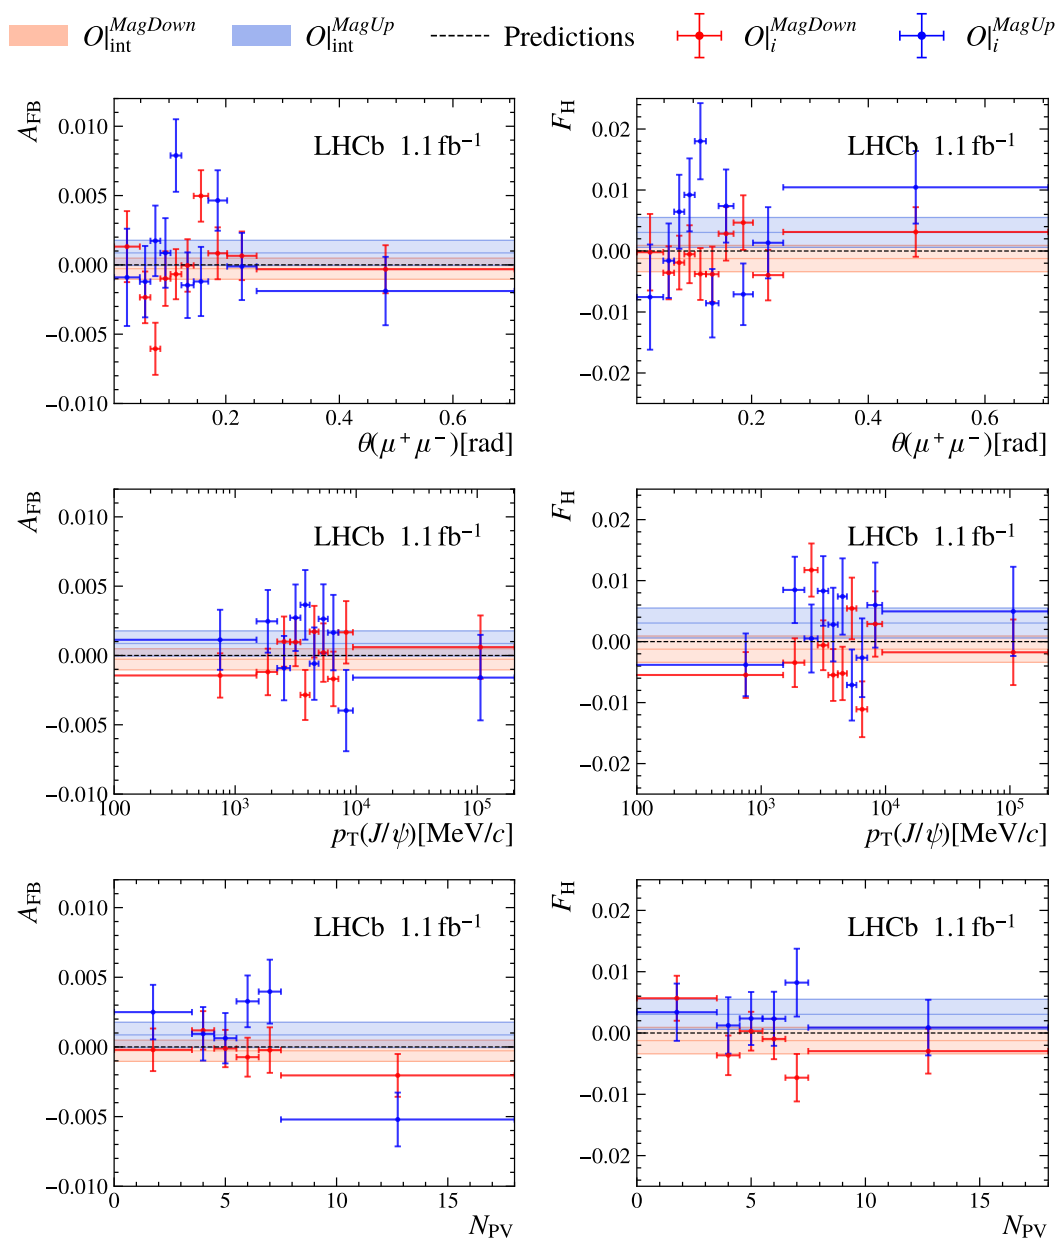 O|int^MagDown O|int^MagUp Predictions O|i^MagDown O|i^MagUp
A_FB
0.010
0.005
0.000
−0.005
−0.010
LHCb 1.1 fb⁻¹
0.2 0.4 0.6
θ(μ⁺μ⁻)[rad]
F_H
0.02
0.01
0.00
−0.01
−0.02
LHCb 1.1 fb⁻¹
0.2 0.4 0.6
θ(μ⁺μ⁻)[rad]
A_FB
0.010
0.005
0.000
−0.005
−0.010
LHCb 1.1 fb⁻¹
100 10³ 10⁴ 10⁵
p_T(J/ψ)[MeV/c]
F_H
0.02
0.01
0.00
−0.01
−0.02
LHCb 1.1 fb⁻¹
100 10³ 10⁴ 10⁵
p_T(J/ψ)[MeV/c]
A_FB
0.010
0.005
0.000
−0.005
−0.010
LHCb 1.1 fb⁻¹
0 5 10 15
N_PV
F_H
0.02
0.01
0.00
−0.01
−0.02
LHCb 1.1 fb⁻¹
0 5 10 15
N_PV